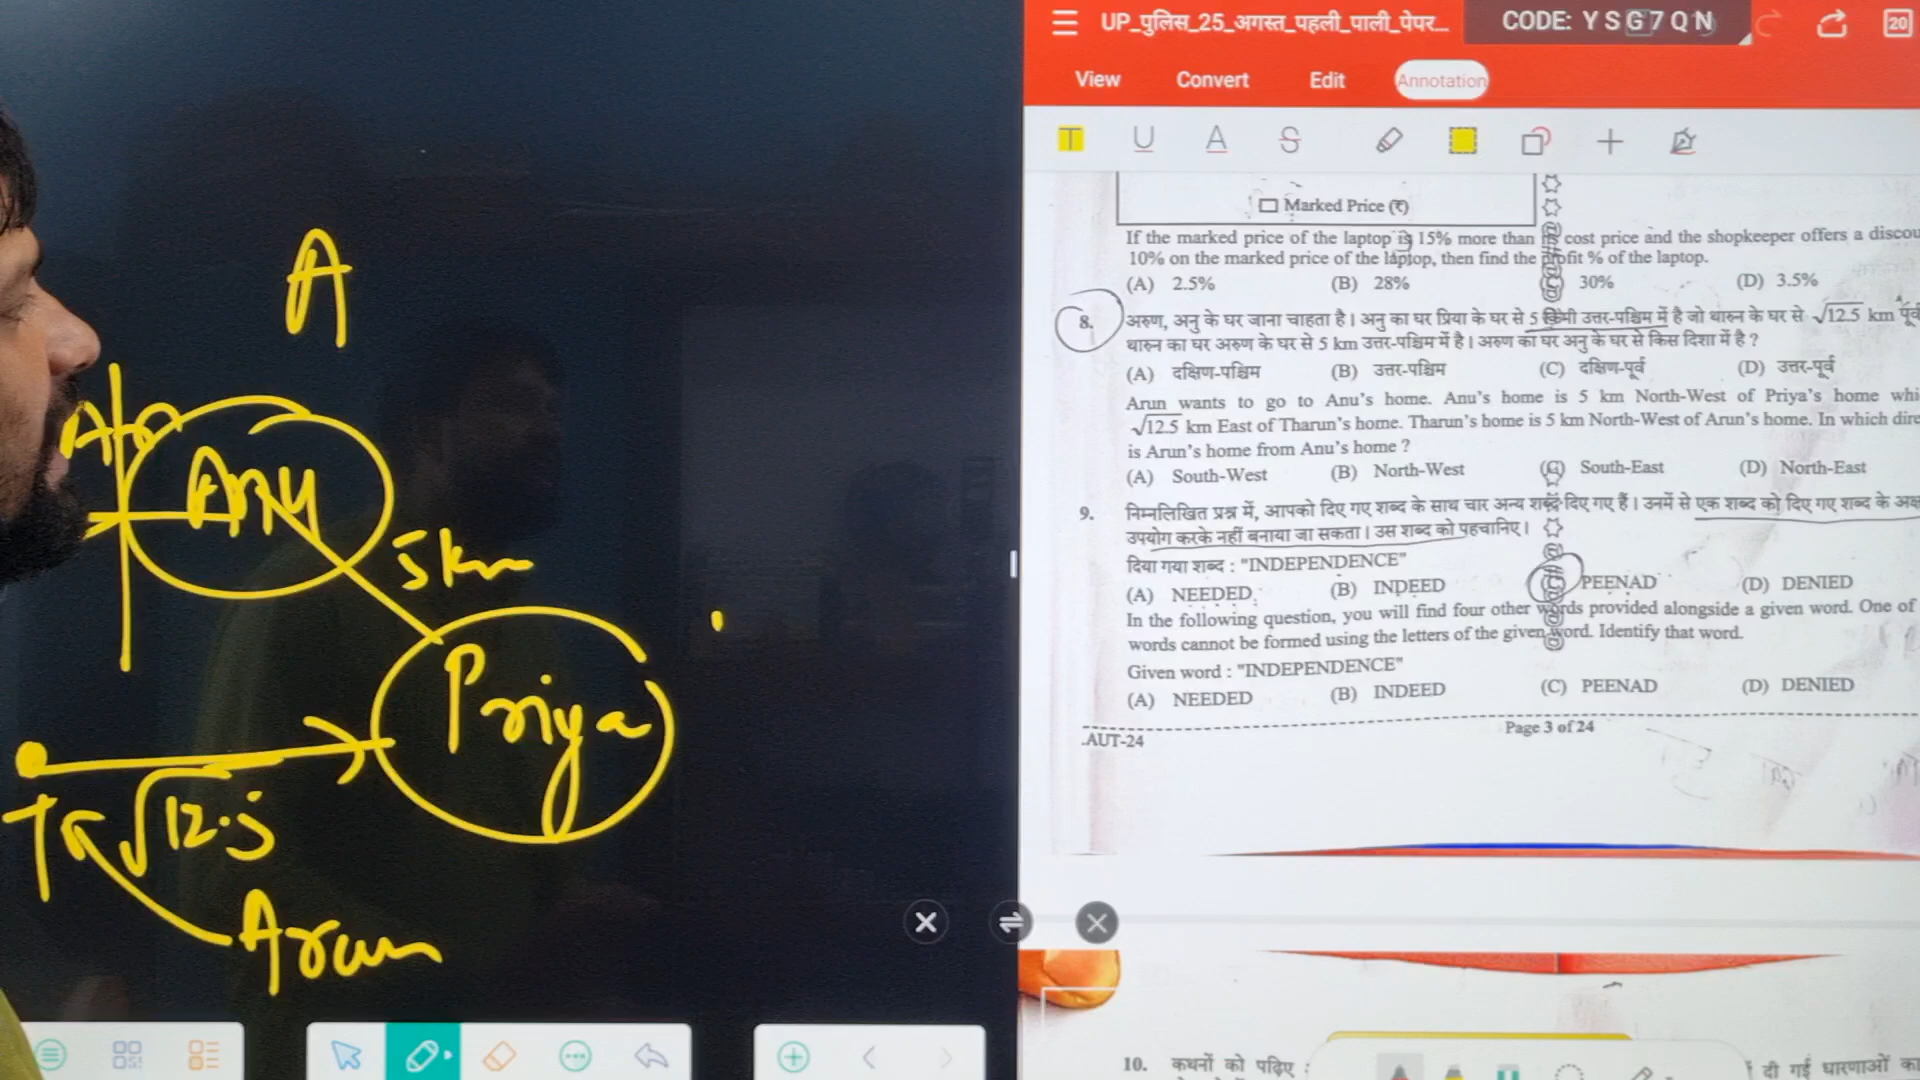 UP_पुलिस_25_अगस्त_पहली_पाली_पेपर...
CODE: Y S G 7 Q N
20
View Convert Edit Annotation
Marked Price (₹)
If the marked price of the laptop is 15% more than its cost price and the shopkeeper offers a discou
10% on the marked price of the laptop, then find the profit % of the laptop.
(A) 2.5% (B) 28% (C) 30% (D) 3.5%
8. अरुण, अनु के घर जाना चाहता है। अनु का घर प्रिया के घर से 5 किमी उत्तर-पश्चिम में है जो थारुन के घर से √12.5 km पूर्व
थारुन का घर अरुण के घर से 5 km उत्तर-पश्चिम में है। अरुण का घर अनु के घर से किस दिशा में है ?
(A) दक्षिण-पश्चिम (B) उत्तर-पश्चिम (C) दक्षिण-पूर्व (D) उत्तर-पूर्व
Arun wants to go to Anu's home. Anu's home is 5 km North-West of Priya's home whi
√12.5 km East of Tharun's home. Tharun's home is 5 km North-West of Arun's home. In which dire
is Arun's home from Anu's home ?
(A) South-West (B) North-West (C) South-East (D) North-East
9. निम्नलिखित प्रश्न में, आपको दिए गए शब्द के साथ चार अन्य शब्द दिए गए हैं। उनमें से एक शब्द को दिए गए शब्द के अक्ष
उपयोग करके नहीं बनाया जा सकता। उस शब्द को पहचानिए।
दिया गया शब्द : "INDEPENDENCE"
(A) NEEDED (B) INDEED (C) PEENAD (D) DENIED
In the following question, you will find four other words provided alongside a given word. One of
words cannot be formed using the letters of the given word. Identify that word.
Given word : "INDEPENDENCE"
(A) NEEDED (B) INDEED (C) PEENAD (D) DENIED
Page 3 of 24
AUT-24
10. कथनों को पढ़िए :
दी गई धारणाओं का
A
Anu
5 km
Priya
T √12.5
Arun